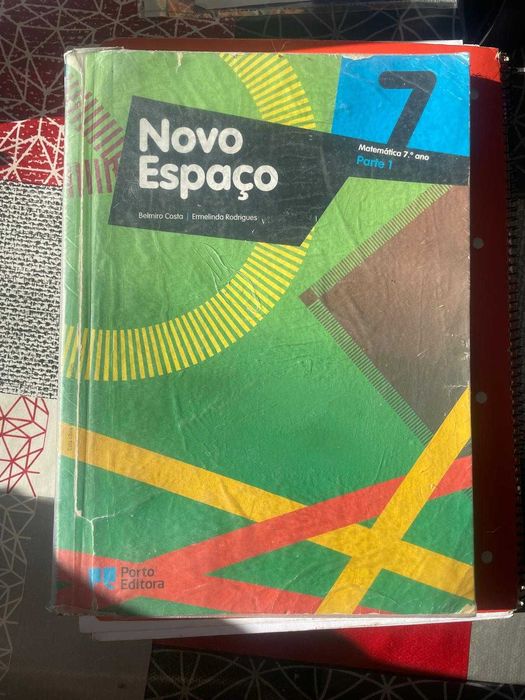 7
Novo
Espaço
Matemática 7.º ano
Parte 1
Belmiro Costa | Ermelinda Rodrigues
Porto
Editora